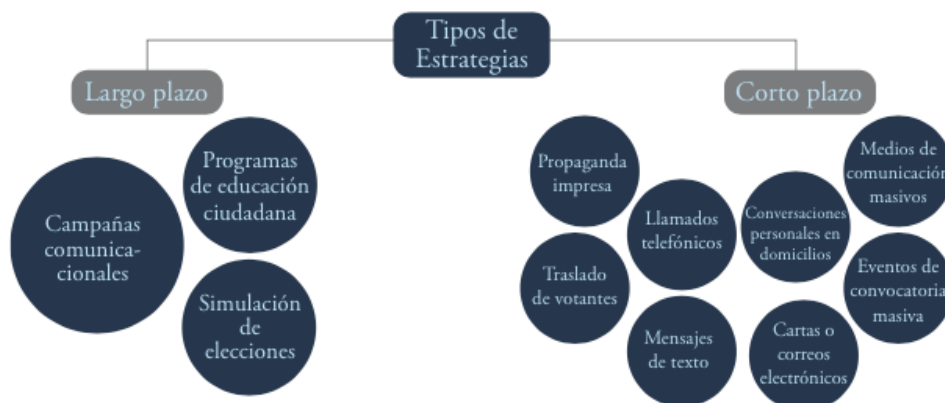 Tipos de
Estrategias
Largo plazo
Corto plazo
Campañas
comunica-
cionales
Programas
de educación
ciudadana
Simulación
de
elecciones
Propaganda
impresa
Traslado
de votantes
Llamados
telefónicos
Mensajes
de texto
Conversaciones
personales en
domicilios
Cartas o
correos
electrónicos
Medios de
comunicación
masivos
Eventos de
convocatoria
masiva